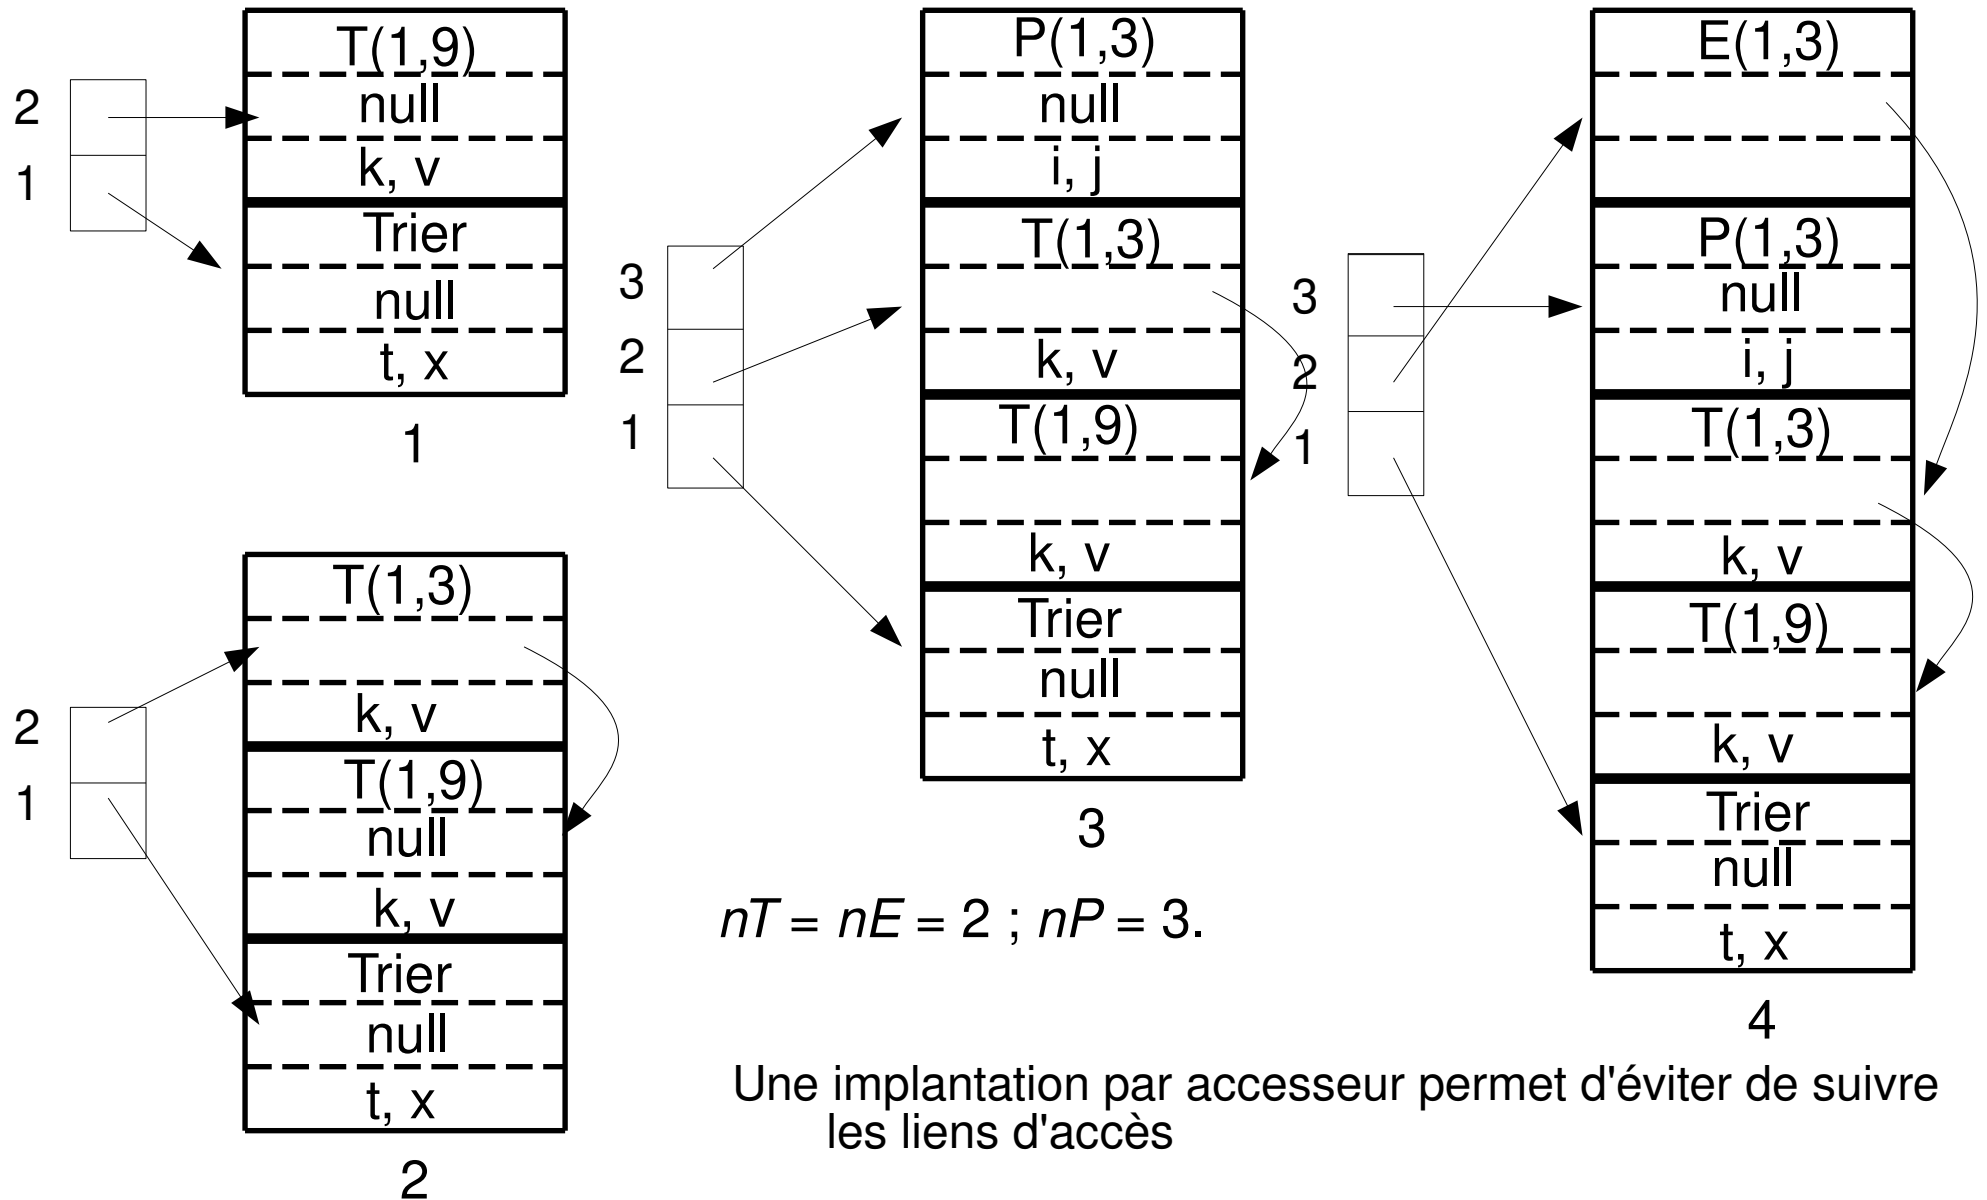 2
1
T(1,9)
null
k, v
Trier
null
t, x
1
2
1
T(1,3)
k, v
T(1,9)
null
k, v
Trier
null
t, x
2
3
2
1
P(1,3)
null
i, j
T(1,3)
k, v
T(1,9)
k, v
Trier
null
t, x
3
3
2
1
E(1,3)
P(1,3)
null
i, j
T(1,3)
k, v
T(1,9)
k, v
Trier
null
t, x
4
nT = nE = 2 ; nP = 3.
Une implantation par accesseur permet d'éviter de suivre
les liens d'accès